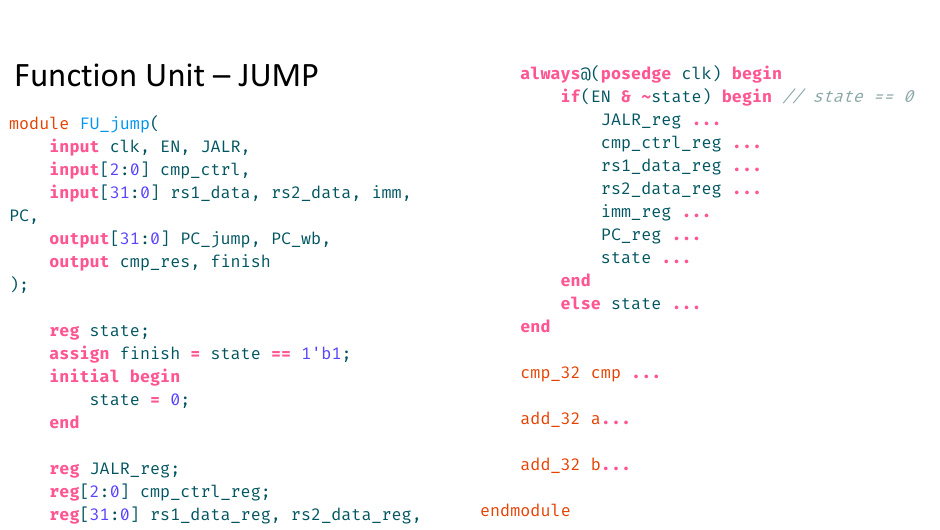 Function Unit – JUMP
module FU_jump(
    input clk, EN, JALR,
    input[2:0] cmp_ctrl,
    input[31:0] rs1_data, rs2_data, imm,
PC,
    output[31:0] PC_jump, PC_wb,
    output cmp_res, finish
);
    reg state;
    assign finish = state == 1'b1;
    initial begin
        state = 0;
    end
    reg JALR_reg;
    reg[2:0] cmp_ctrl_reg;
    reg[31:0] rs1_data_reg, rs2_data_reg,
    always@(posedge clk) begin
        if(EN & ~state) begin // state == 0
            JALR_reg ...
            cmp_ctrl_reg ...
            rs1_data_reg ...
            rs2_data_reg ...
            imm_reg ...
            PC_reg ...
            state ...
        end
        else state ...
    end
    cmp_32 cmp ...
    add_32 a...
    add_32 b...
endmodule